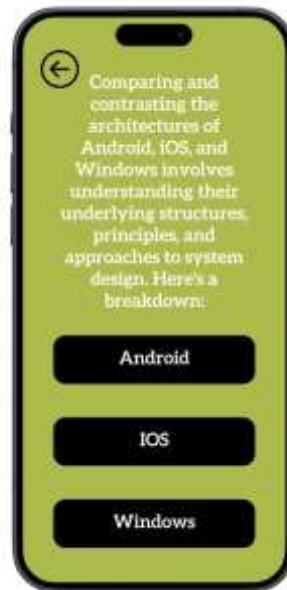 Comparing and
contrasting the
architectures of
Android, iOS, and
Windows involves
understanding their
underlying structures,
principles, and
approaches to system
design. Here's a
breakdown:
Android
IOS
Windows